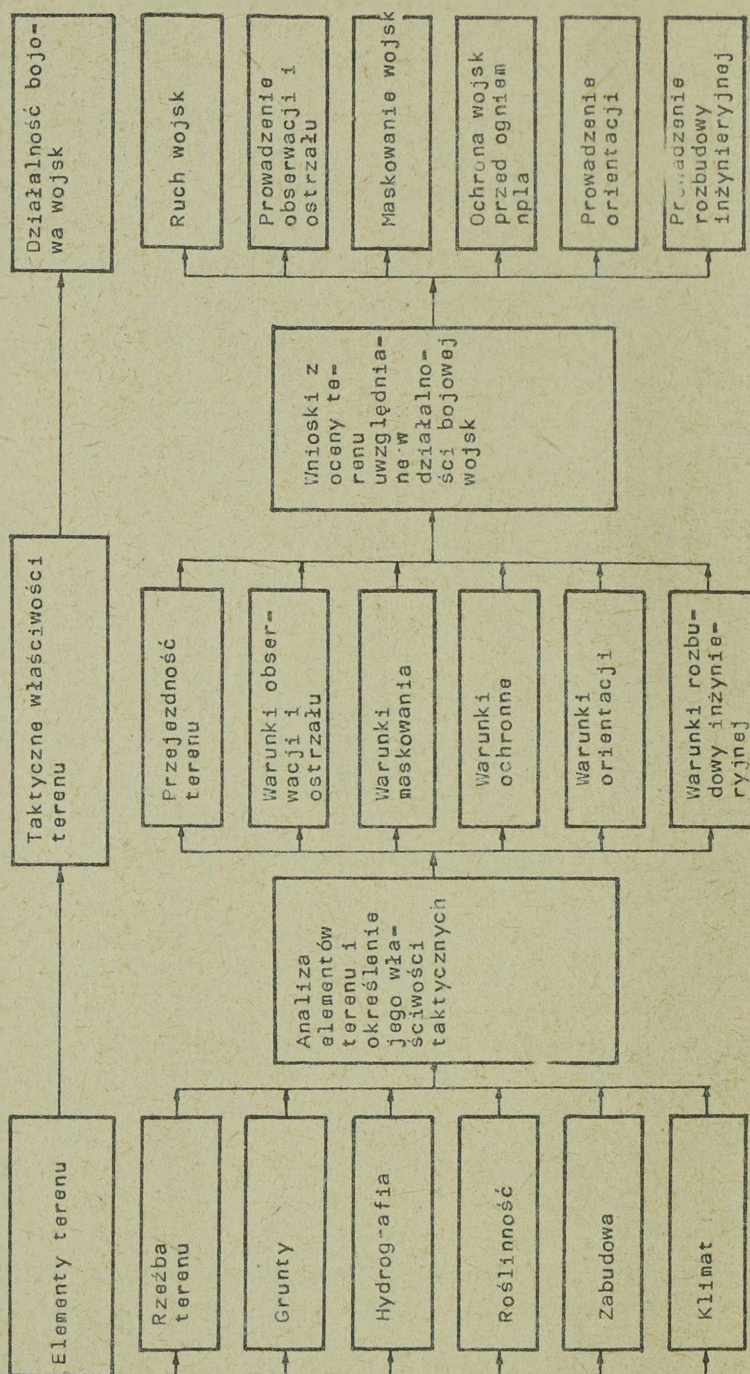 Elementy terenu
Taktyczne właściwości
terenu
Działalność bojo-
wa wojsk
Rzeźba
terenu
Grunty
Hydrog-afia
Roślinność
Zabudowa
Klimat
Analiza
elementów
terenu i
określenie
jego wła-
ściwości
taktycznych
Przejezdność
terenu
Warunki obser-
wacji i
ostrzału
Warunki
maskowania
Warunki
ochronne
Warunki
orientacji
Warunki rozbu-
dowy inżynie-
ryjnej
Wnioski z
oceny te-
renu
uwzględnia-
ne w
działalno-
ści bojowej
wojsk
Ruch wojsk
Prowadzenie
obserwacji i
ostrzału
Maskowanie wojsk
Ochrona wojsk
przed ogniem
npla
Prowadzenie
orientacji
Prowadzenie
rozbudowy
inżynieryjnej